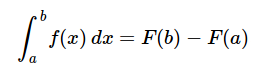 ∫_a^b f(x) dx = F(b) − F(a)